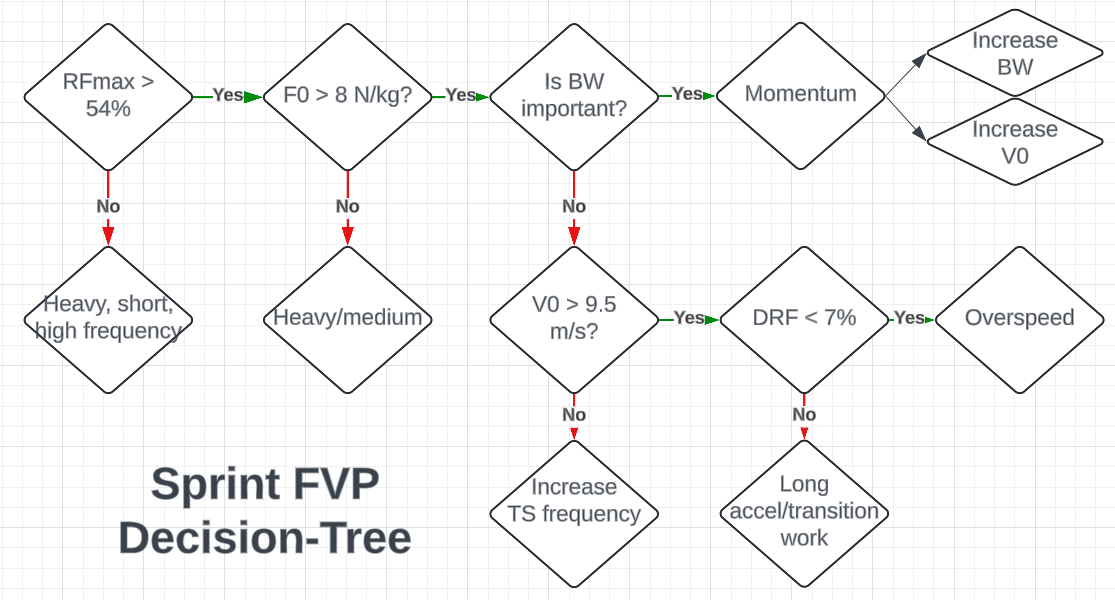 RFmax >
54%
Yes
F0 > 8 N/kg?
Yes
Is BW
important?
Yes
Momentum
Increase
BW
Increase
V0
No
No
No
Heavy, short,
high frequency
Heavy/medium
V0 > 9.5
m/s?
Yes
DRF < 7%
Yes
Overspeed
No
No
Increase
TS frequency
Long
accel/transition
work
Sprint FVP
Decision-Tree